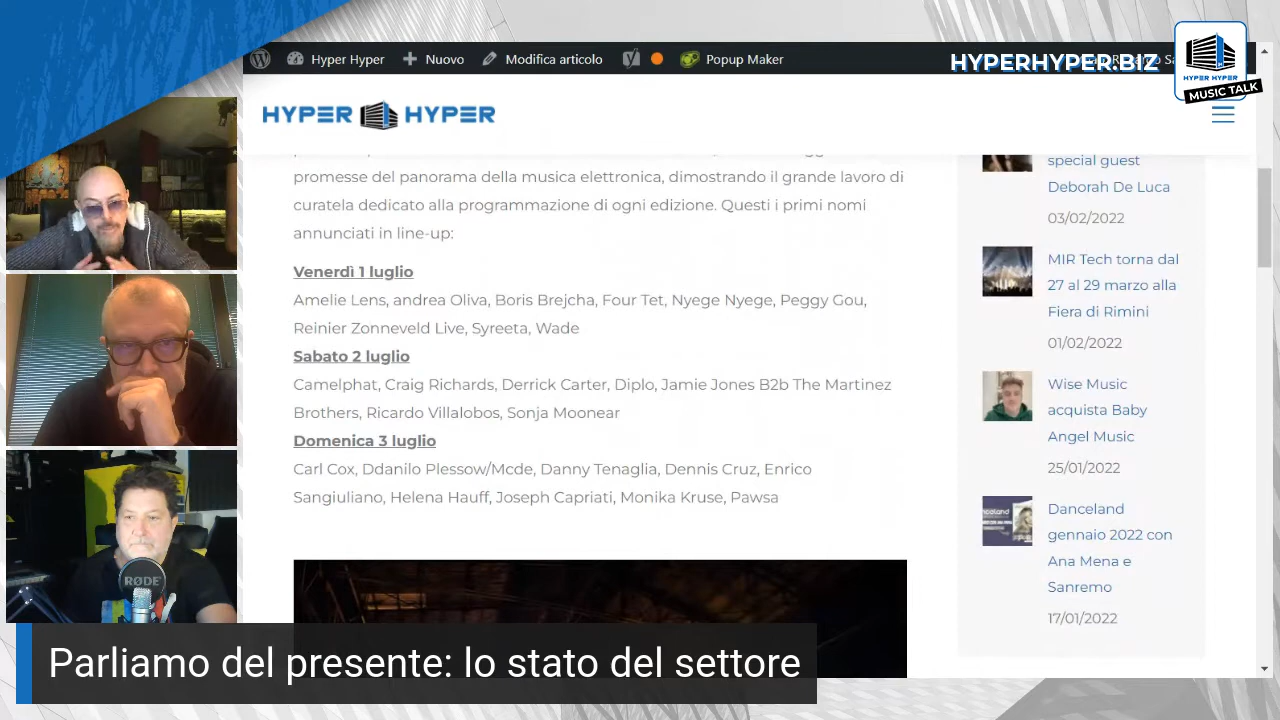 Hyper Hyper
Nuovo
Modifica articolo
Popup Maker
HYPERHYPER.BIZ
HYPER HYPER
MUSIC TALK
HYPER HYPER
promesse del panorama della musica elettronica, dimostrando il grande lavoro di
curatela dedicato alla programmazione di ogni edizione. Questi i primi nomi
annunciati in line-up:
Venerdì 1 luglio
Amelie Lens, andrea Oliva, Boris Brejcha, Four Tet, Nyege Nyege, Peggy Gou,
Reinier Zonneveld Live, Syreeta, Wade
Sabato 2 luglio
Camelphat, Craig Richards, Derrick Carter, Diplo, Jamie Jones B2b The Martinez
Brothers, Ricardo Villalobos, Sonja Moonear
Domenica 3 luglio
Carl Cox, Ddanilo Plessow/Mcde, Danny Tenaglia, Dennis Cruz, Enrico
Sangiuliano, Helena Hauff, Joseph Capriati, Monika Kruse, Pawsa
special guest
Deborah De Luca
03/02/2022
MIR Tech torna dal
27 al 29 marzo alla
Fiera di Rimini
01/02/2022
Wise Music
acquista Baby
Angel Music
25/01/2022
Danceland
gennaio 2022 con
Ana Mena e
Sanremo
17/01/2022
RØDE
Parliamo del presente: lo stato del settore